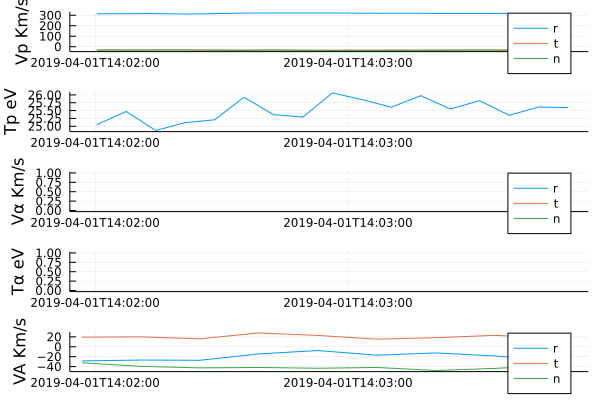 Vp Km/s
300
200
100
0
2019-04-01T14:02:00
2019-04-01T14:03:00
r
t
n
Tp eV
26.00
25.75
25.50
25.25
25.00
2019-04-01T14:02:00
2019-04-01T14:03:00
Vα Km/s
1.00
0.75
0.50
0.25
0.00
2019-04-01T14:02:00
2019-04-01T14:03:00
r
t
n
Tα eV
1.00
0.75
0.50
0.25
0.00
2019-04-01T14:02:00
2019-04-01T14:03:00
VA Km/s
20
0
−20
−40
2019-04-01T14:02:00
2019-04-01T14:03:00
r
t
n